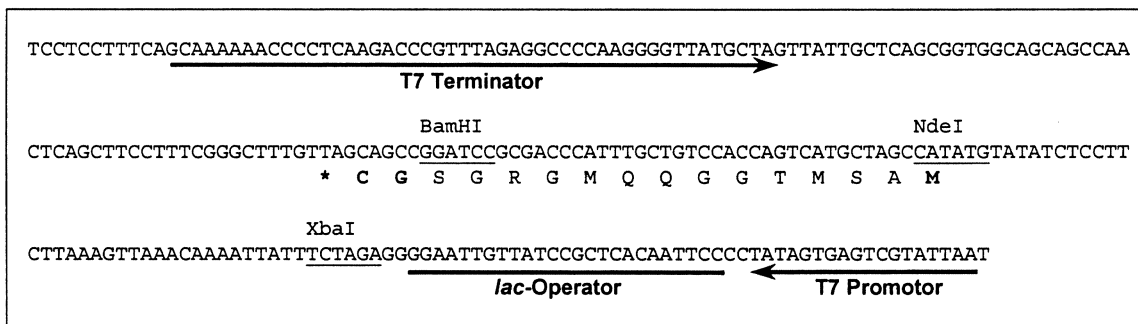 TCCTCCTTTCAGCAAAAAACCCCTCAAGACCCGTTTAGAGGCCCCAAGGGGTTATGCTAGTTATTGCTCAGCGGTGGCAGCAGCCAA
T7 Terminator
BamHI NdeI
CTCAGCTTCCTTTCGGGCTTTGTTAGCAGCCGGATCCGCGACCCATTTGCTGTCCACCAGTCATGCTAGCCATATGTATATCTCCTT
* C G S G R G M Q Q G G T M S A M
XbaI
CTTAAAGTTAAACAAAATTATTTCTAGAGGGGAATTGTTATCCGCTCACAATTCCCCTATAGTGAGTCGTATTAAT
lac-Operator T7 Promotor